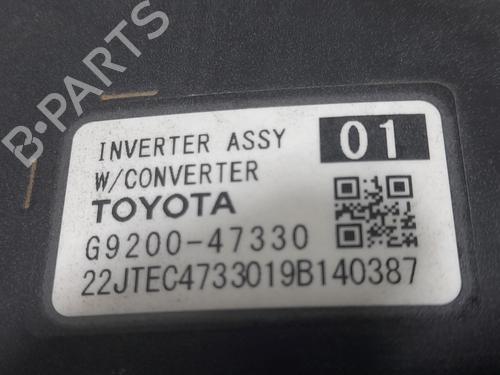 B-PARTS
INVERTER ASSY 01
W/CONVERTER
TOYOTA
G9200-47330
22JTEC4733019B140387